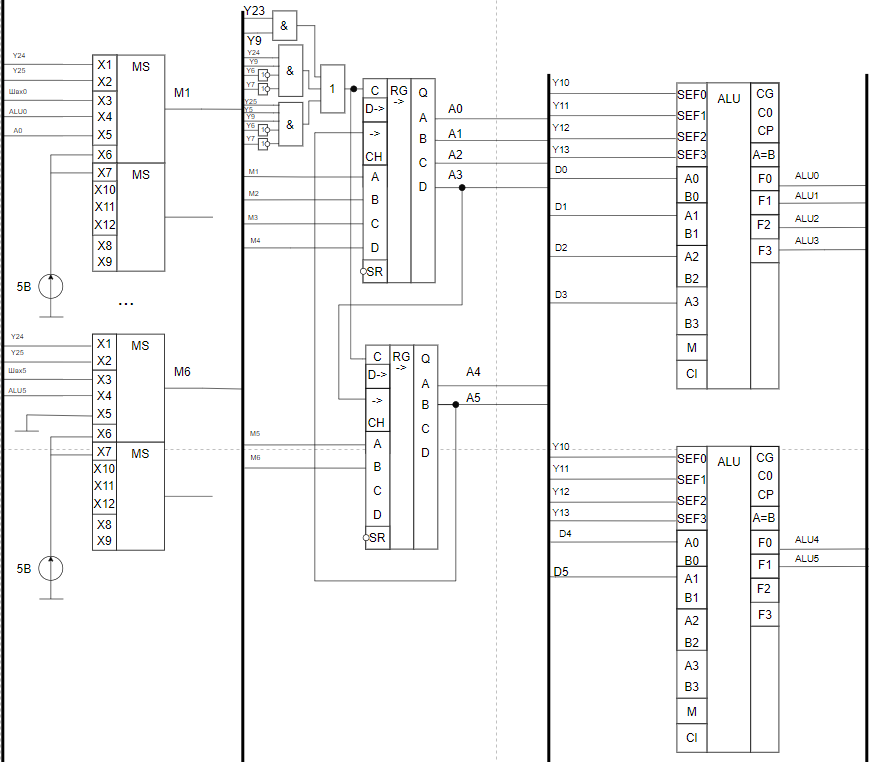 Y24
Y25
Шах0
ALU0
A0
X1
X2
X3
X4
X5
X6
X7
X10
X11
X12
X8
X9
MS
MS
M1
5В
...
Y24
Y25
Шах5
ALU5
X1
X2
X3
X4
X5
X6
X7
X10
X11
X12
X8
X9
MS
MS
M6
5В
Y23
Y9
&
Y24
Y9
Y6
Y7
1
1
&
Y25
Y5
Y9
Y6
Y7
1
1
&
1
M1
M2
M3
M4
C
D->
->
CH
A
B
C
D
SR
RG
->
Q
A
B
C
D
A0
A1
A2
A3
M5
M6
C
D->
->
CH
A
B
C
D
SR
RG
->
Q
A
B
C
D
A4
A5
Y10
Y11
Y12
Y13
D0
D1
D2
D3
SEF0
SEF1
SEF2
SEF3
A0
B0
A1
B1
A2
B2
A3
B3
M
CI
ALU
CG
C0
CP
A=B
F0
F1
F2
F3
ALU0
ALU1
ALU2
ALU3
Y10
Y11
Y12
Y13
D4
D5
SEF0
SEF1
SEF2
SEF3
A0
B0
A1
B1
A2
B2
A3
B3
M
CI
ALU
CG
C0
CP
A=B
F0
F1
F2
F3
ALU4
ALU5